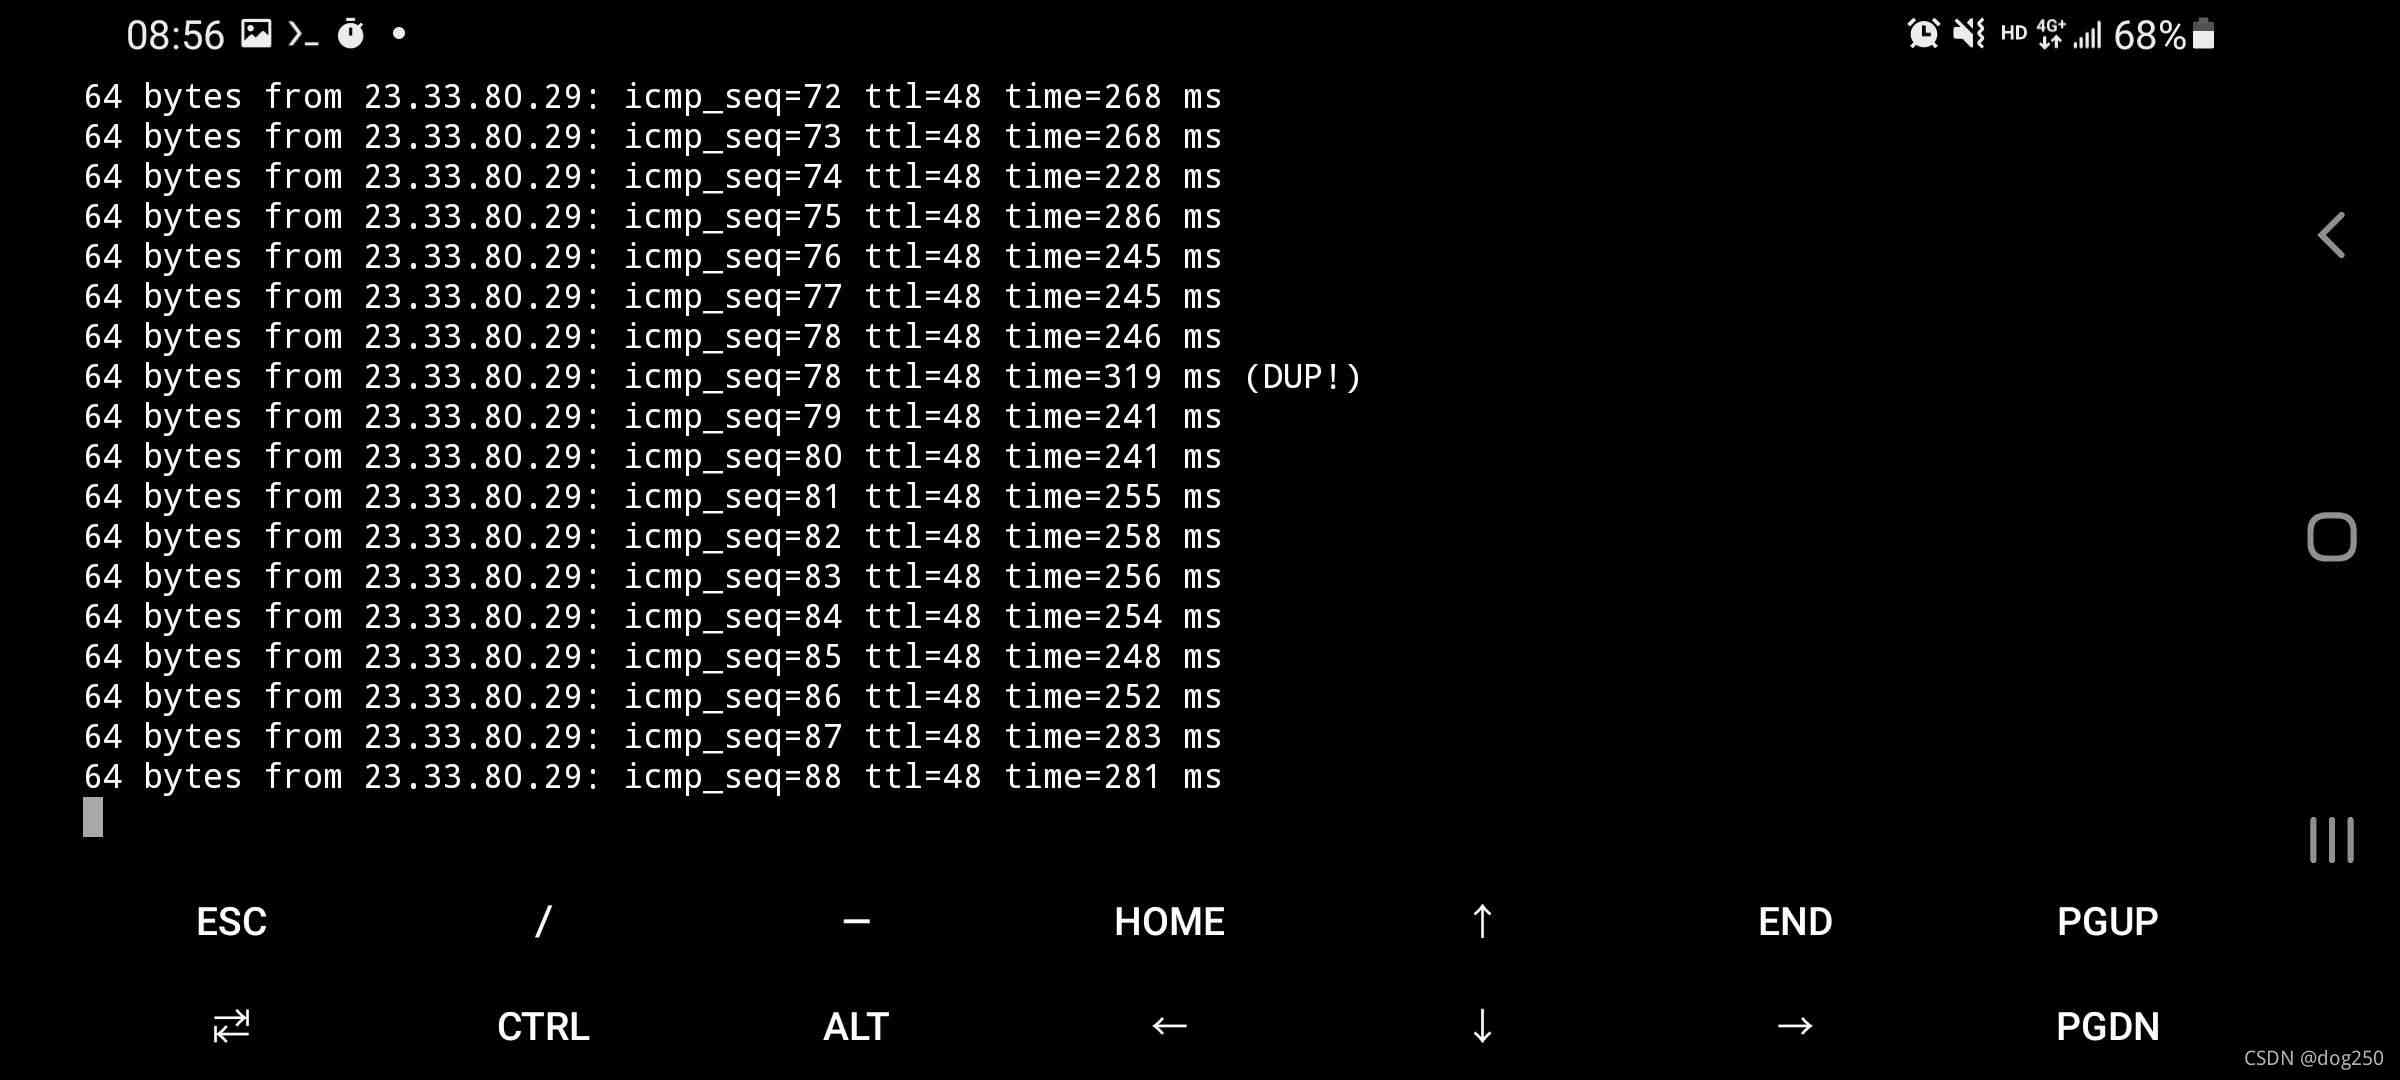 08:56 HD 4G+ 68%
64 bytes from 23.33.80.29: icmp_seq=72 ttl=48 time=268 ms
64 bytes from 23.33.80.29: icmp_seq=73 ttl=48 time=268 ms
64 bytes from 23.33.80.29: icmp_seq=74 ttl=48 time=228 ms
64 bytes from 23.33.80.29: icmp_seq=75 ttl=48 time=286 ms
64 bytes from 23.33.80.29: icmp_seq=76 ttl=48 time=245 ms
64 bytes from 23.33.80.29: icmp_seq=77 ttl=48 time=245 ms
64 bytes from 23.33.80.29: icmp_seq=78 ttl=48 time=246 ms
64 bytes from 23.33.80.29: icmp_seq=78 ttl=48 time=319 ms (DUP!)
64 bytes from 23.33.80.29: icmp_seq=79 ttl=48 time=241 ms
64 bytes from 23.33.80.29: icmp_seq=80 ttl=48 time=241 ms
64 bytes from 23.33.80.29: icmp_seq=81 ttl=48 time=255 ms
64 bytes from 23.33.80.29: icmp_seq=82 ttl=48 time=258 ms
64 bytes from 23.33.80.29: icmp_seq=83 ttl=48 time=256 ms
64 bytes from 23.33.80.29: icmp_seq=84 ttl=48 time=254 ms
64 bytes from 23.33.80.29: icmp_seq=85 ttl=48 time=248 ms
64 bytes from 23.33.80.29: icmp_seq=86 ttl=48 time=252 ms
64 bytes from 23.33.80.29: icmp_seq=87 ttl=48 time=283 ms
64 bytes from 23.33.80.29: icmp_seq=88 ttl=48 time=281 ms
ESC / — HOME ↑ END PGUP
CTRL ALT ← ↓ → PGDN
CSDN @dog250